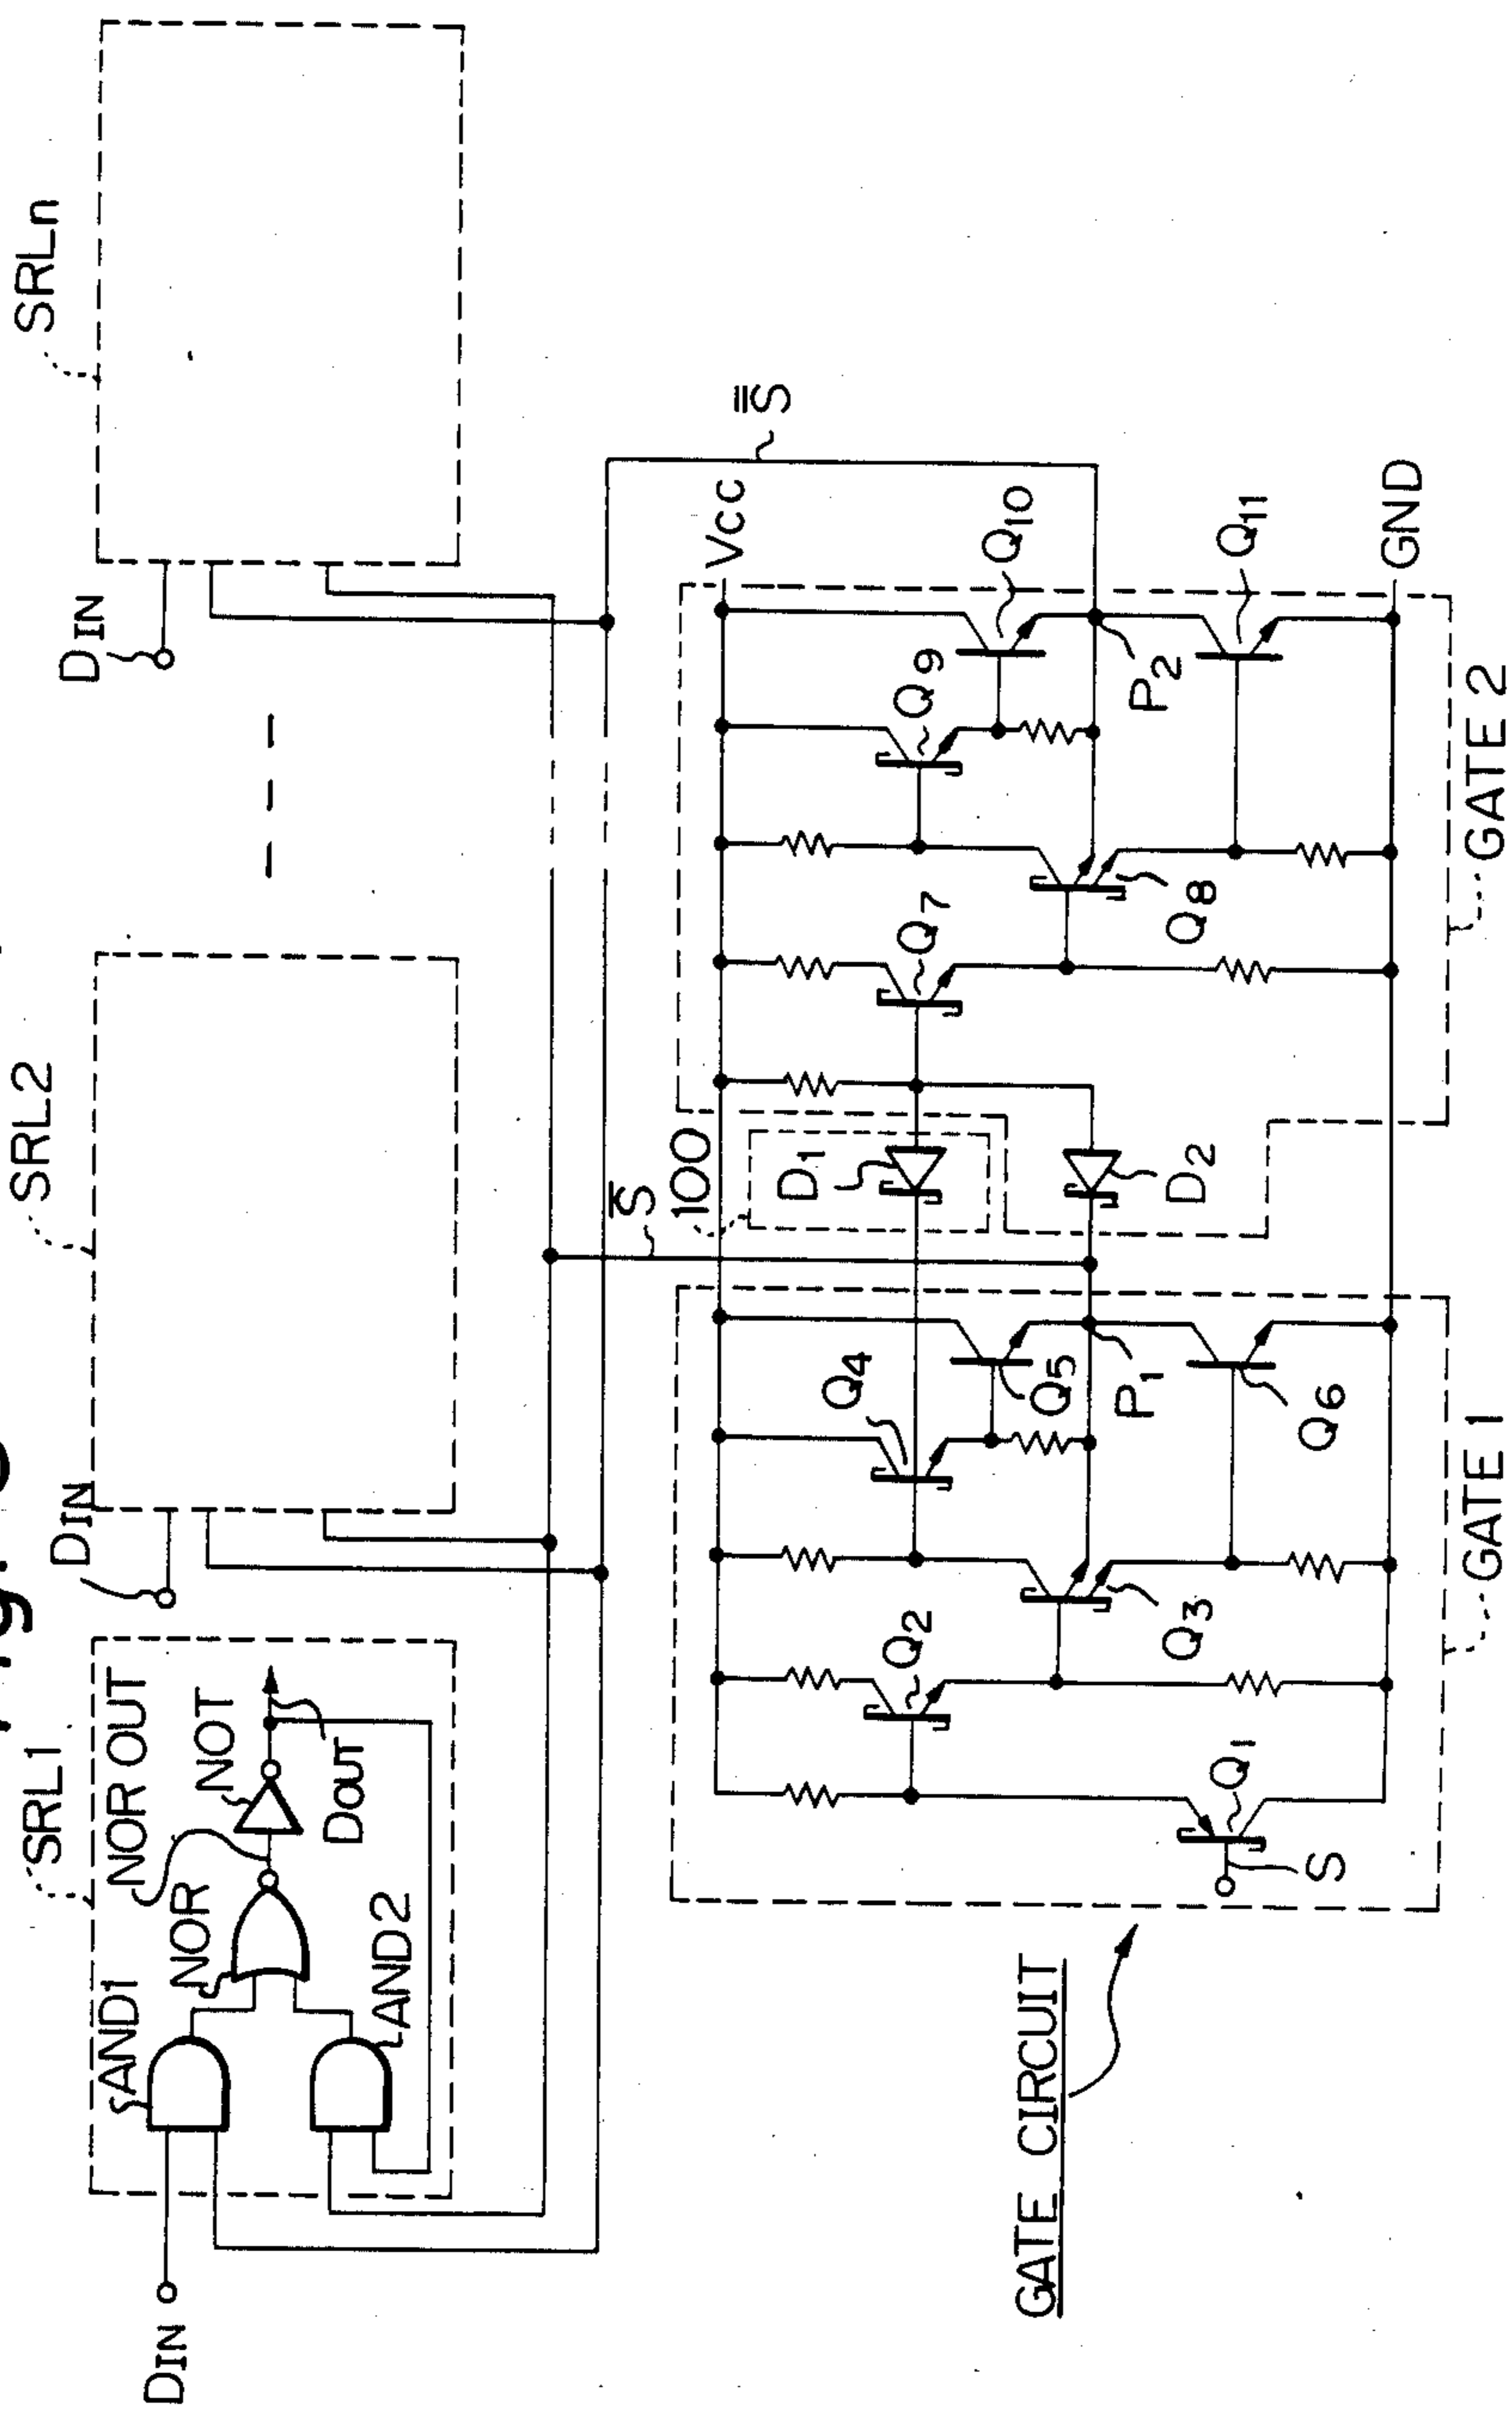 SRL1
SRL2
SRLn
DIN
DIN
DIN
AND1
NOR
NOR OUT
NOT
DOUT
AND2
S̅
S̿
100
VCC
D1
D2
Q1
Q2
Q3
Q4
Q5
Q6
Q7
Q8
Q9
Q10
Q11
P1
P2
S
GND
GATE 1
GATE 2
GATE CIRCUIT